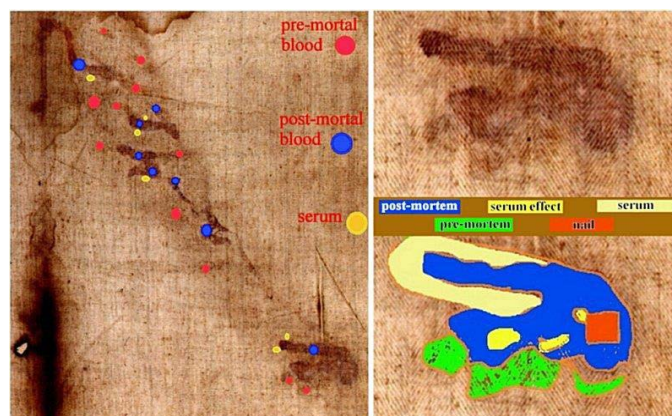 pre-mortal
blood
post-mortal
blood
serum
post-mortem
serum effect
serum
pre-mortem
nail